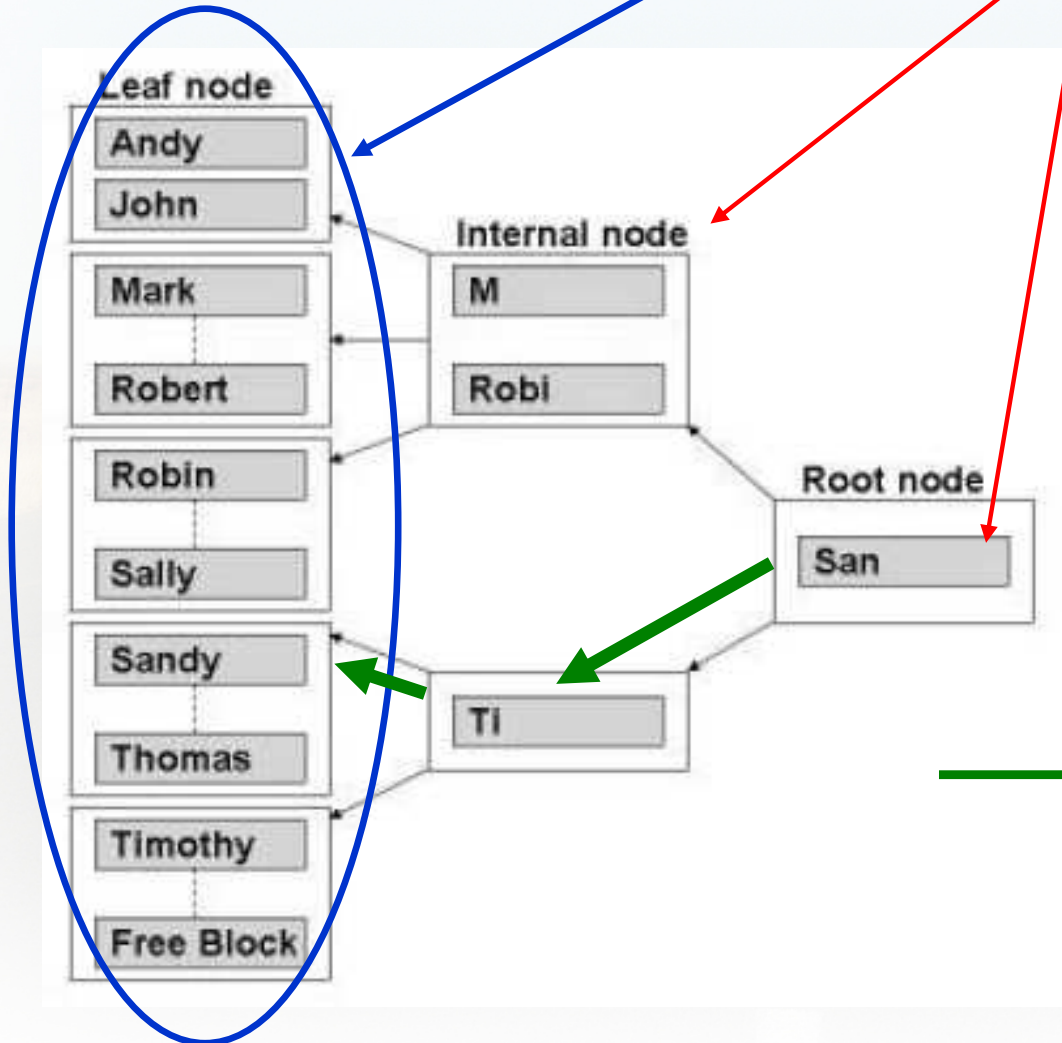 Leaf node
Andy
John
Mark
Robert
Robin
Sally
Sandy
Thomas
Timothy
Free Block
Internal node
M
Robi
Ti
Root node
San